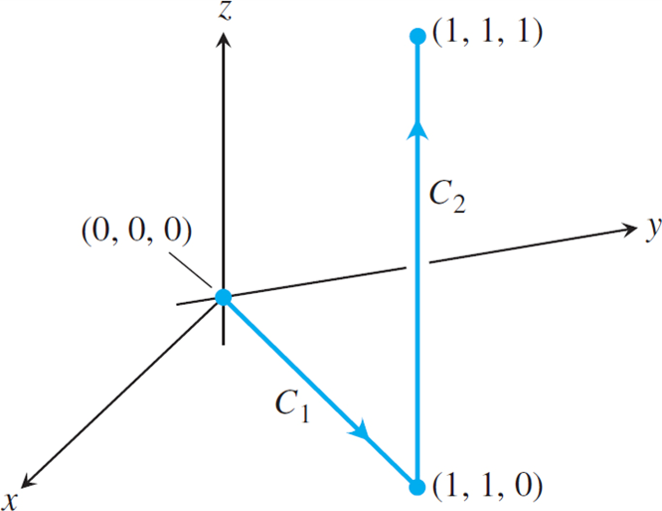 z
(1, 1, 1)
C₂
(0, 0, 0)
y
C₁
x
(1, 1, 0)